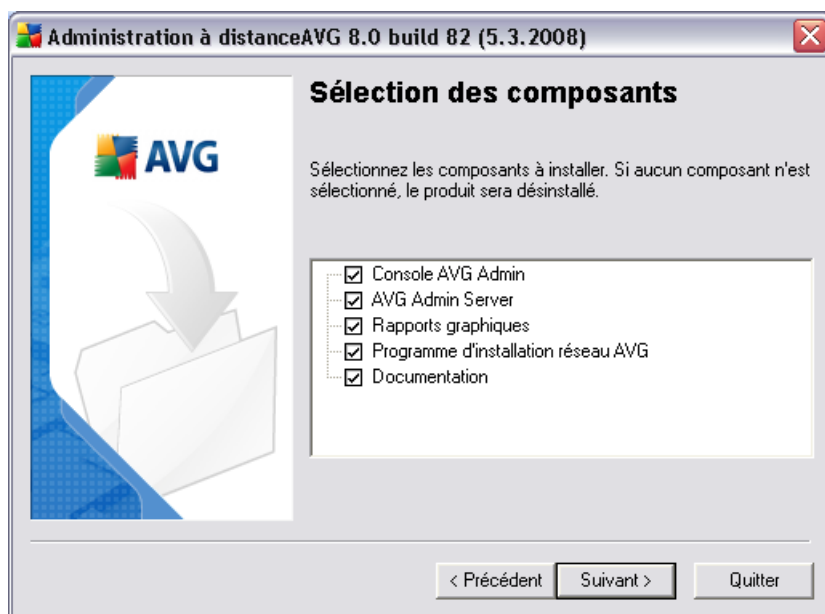 Administration à distanceAVG 8.0 build 82 (5.3.2008)
AVG
Sélection des composants
Sélectionnez les composants à installer. Si aucun composant n'est
sélectionné, le produit sera désinstallé.
Console AVG Admin
AVG Admin Server
Rapports graphiques
Programme d'installation réseau AVG
Documentation
< Précédent
Suivant >
Quitter